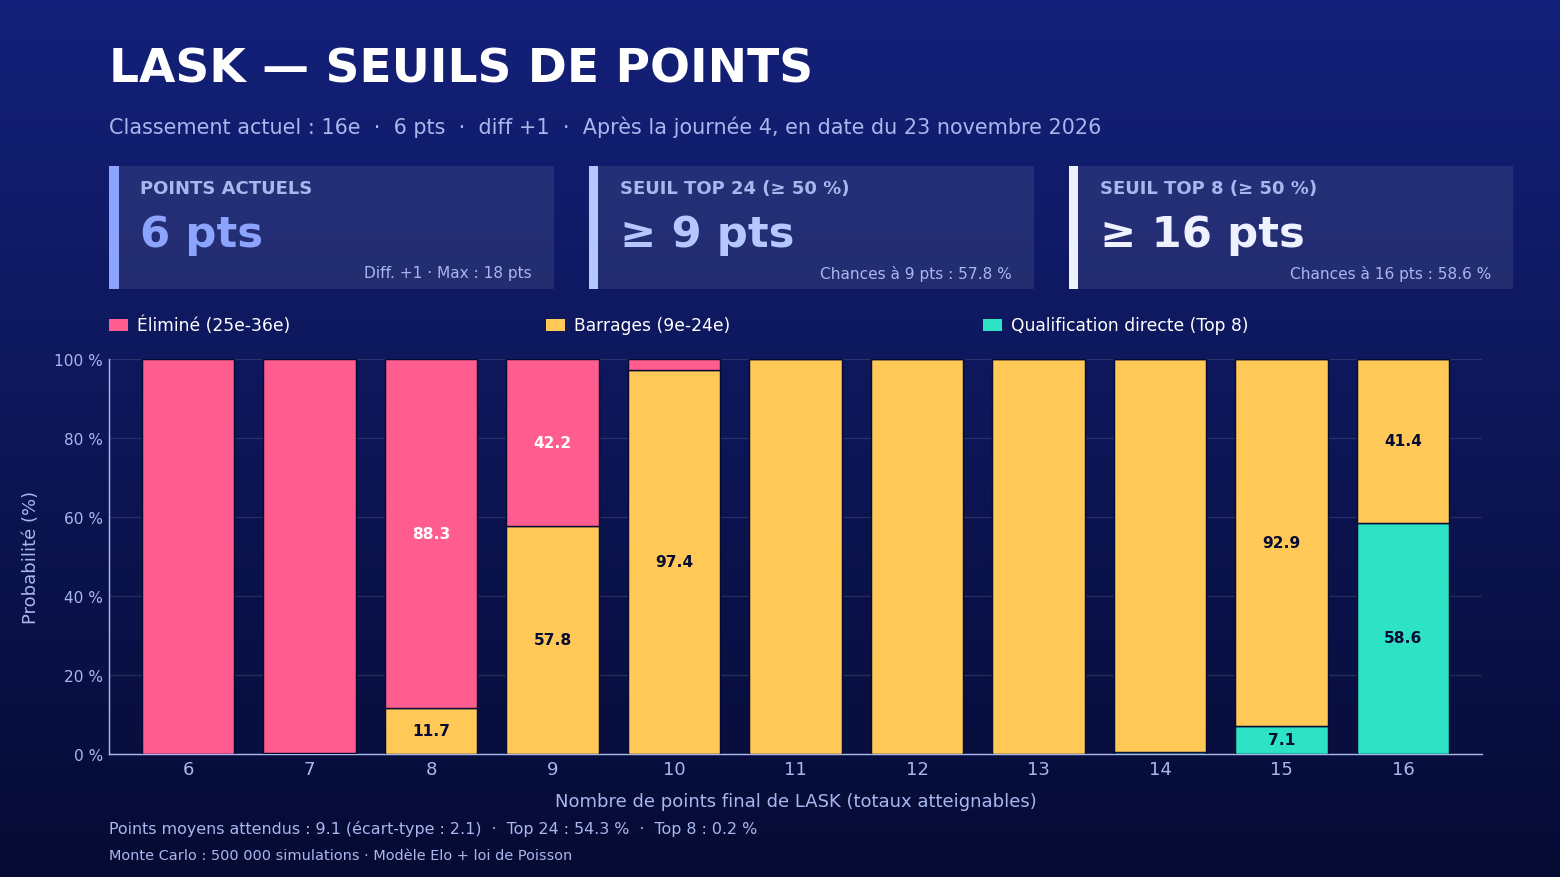 LASK — SEUILS DE POINTS
Classement actuel : 16e · 6 pts · diff +1 · Après la journée 4, en date du 23 novembre 2026
POINTS ACTUELS
6 pts
Diff. +1 · Max : 18 pts
SEUIL TOP 24 (≥ 50 %)
≥ 9 pts
Chances à 9 pts : 57.8 %
SEUIL TOP 8 (≥ 50 %)
≥ 16 pts
Chances à 16 pts : 58.6 %
Éliminé (25e-36e)
Barrages (9e-24e)
Qualification directe (Top 8)
Probabilité (%)
100 %
80 %
60 %
40 %
20 %
0 %
88.3
11.7
42.2
57.8
97.4
92.9
7.1
41.4
58.6
6 7 8 9 10 11 12 13 14 15 16
Nombre de points final de LASK (totaux atteignables)
Points moyens attendus : 9.1 (écart-type : 2.1) · Top 24 : 54.3 % · Top 8 : 0.2 %
Monte Carlo : 500 000 simulations · Modèle Elo + loi de Poisson